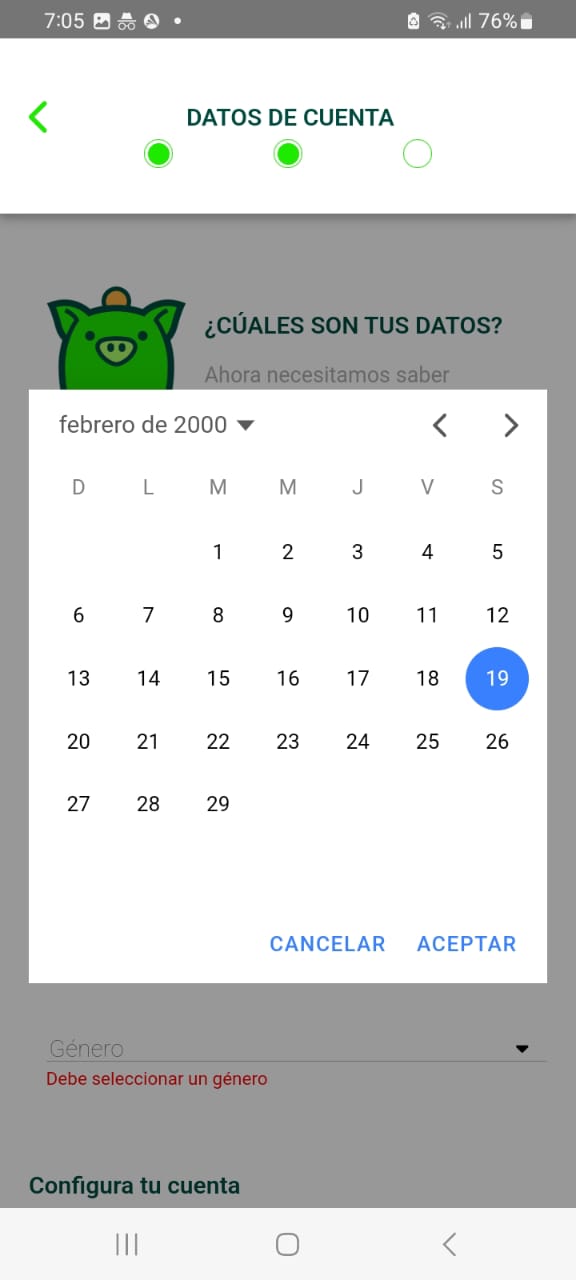 7:05 76%
DATOS DE CUENTA
¿CÚALES SON TUS DATOS?
Ahora necesitamos saber
febrero de 2000
D L M M J V S
1 2 3 4 5
6 7 8 9 10 11 12
13 14 15 16 17 18 19
20 21 22 23 24 25 26
27 28 29
CANCELAR ACEPTAR
Género
Debe seleccionar un género
Configura tu cuenta